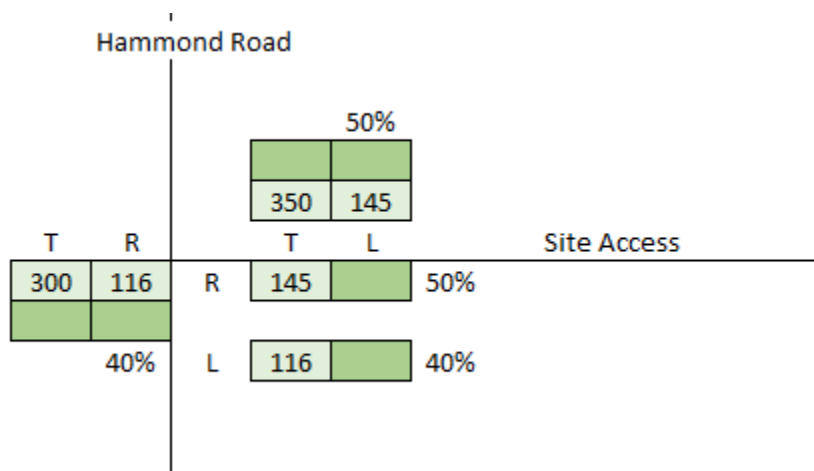 Hammond Road
50%
350 145
T R T L Site Access
300 116 R 145 50%
40% L 116 40%